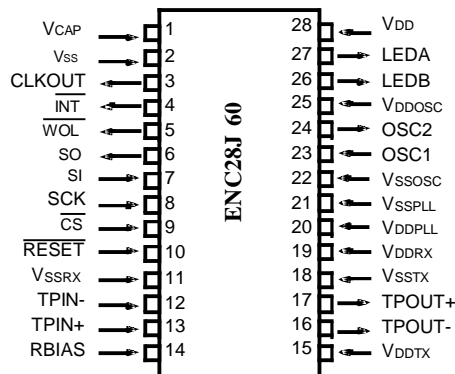 VCAP 1 28 VDD
VSS 2 27 LEDA
CLKOUT 3 26 LEDB
INT 4 25 VDDOSC
WOL 5 24 OSC2
SO 6 23 OSC1
SI 7 22 VSSOSC
SCK 8 21 VSSPLL
CS 9 20 VDDPLL
RESET 10 19 VDDRX
VSSRX 11 18 VSSTX
TPIN- 12 17 TPOUT+
TPIN+ 13 16 TPOUT-
RBIAS 14 15 VDDTX
ENC28J 60